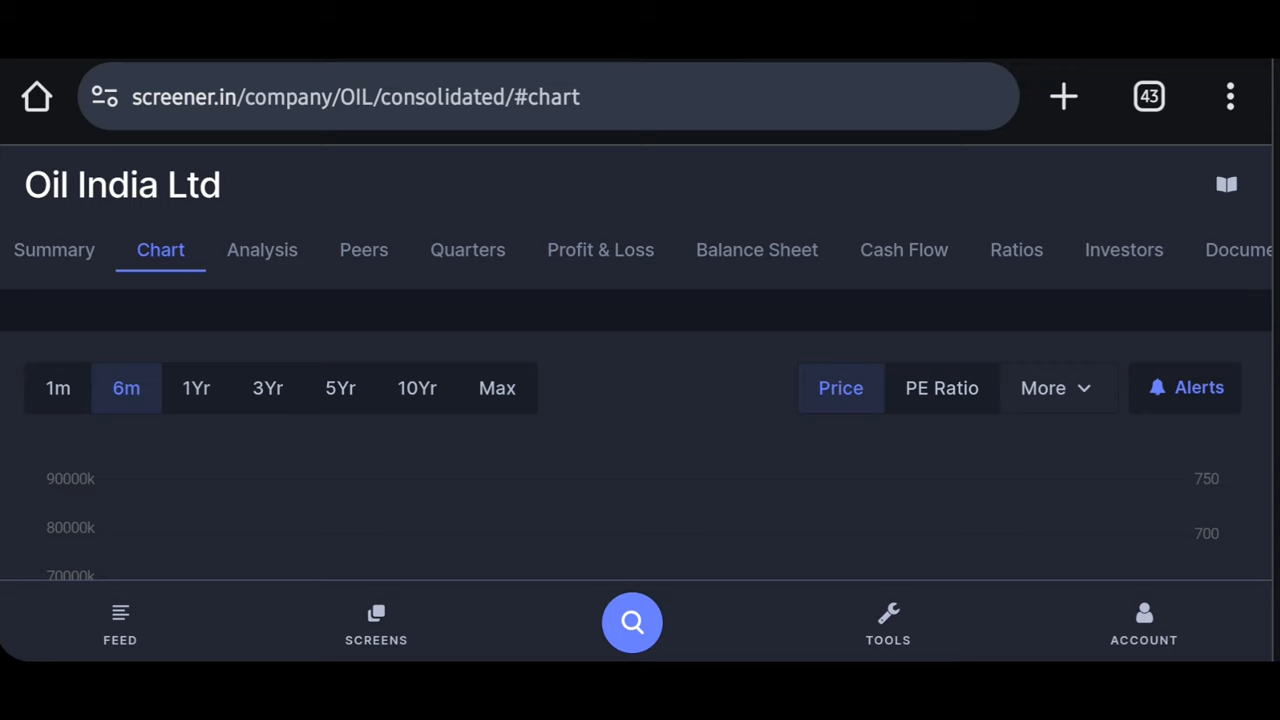 screener.in/company/OIL/consolidated/#chart
43
Oil India Ltd
Summary Chart Analysis Peers Quarters Profit & Loss Balance Sheet Cash Flow Ratios Investors Docume
1m 6m 1Yr 3Yr 5Yr 10Yr Max Price PE Ratio More Alerts
90000k 750
80000k 700
70000k
FEED SCREENS TOOLS ACCOUNT